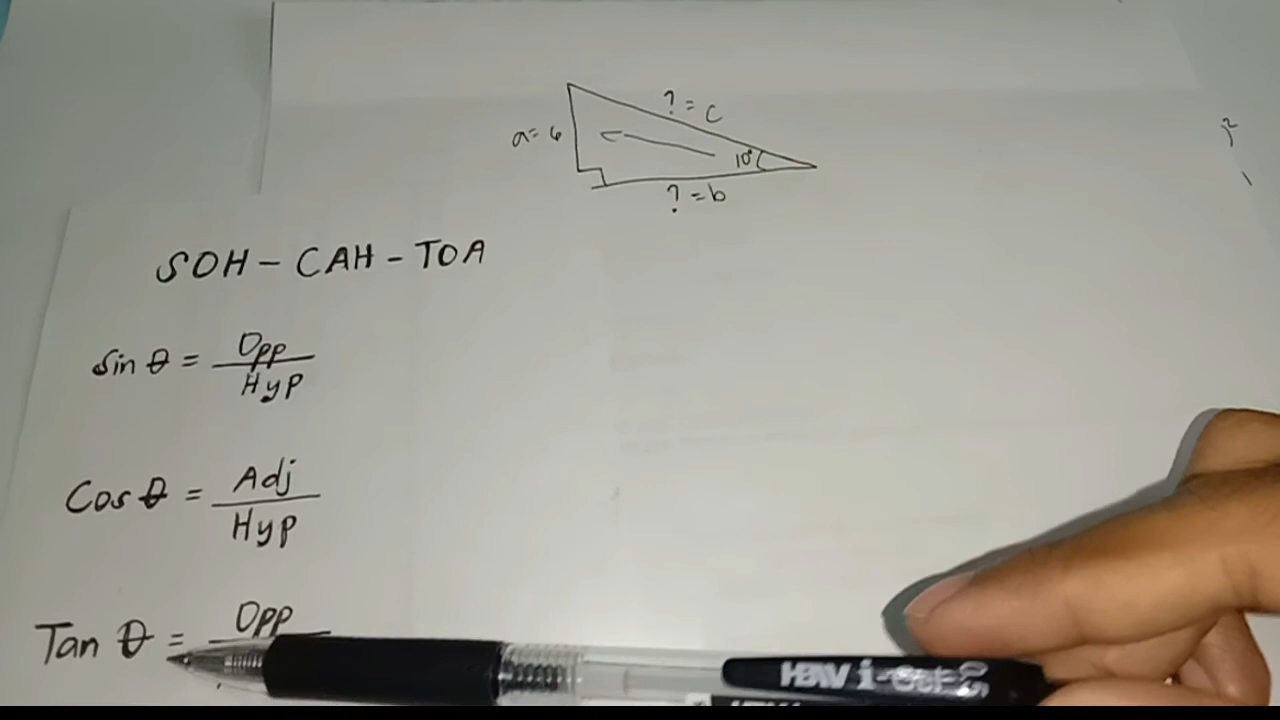 ? = c
a = 6
10°
? = b
SOH - CAH - TOA
Sin θ = Opp
Hyp
Cos θ = Adj
Hyp
Tan θ = Opp